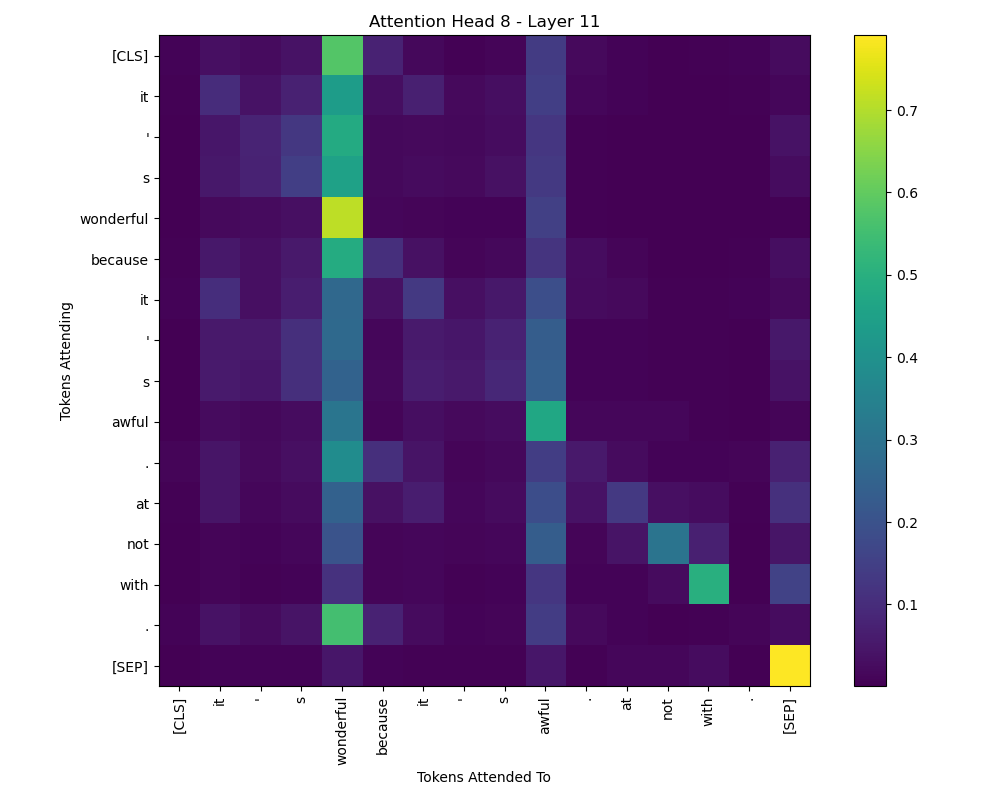 Attention Head 8 - Layer 11
[CLS]
it
'
s
wonderful
because
it
'
s
awful
.
at
not
with
.
[SEP]
Tokens Attending
[CLS]
it
'
s
wonderful
because
it
'
s
awful
.
at
not
with
.
[SEP]
Tokens Attended To
0.7
0.6
0.5
0.4
0.3
0.2
0.1